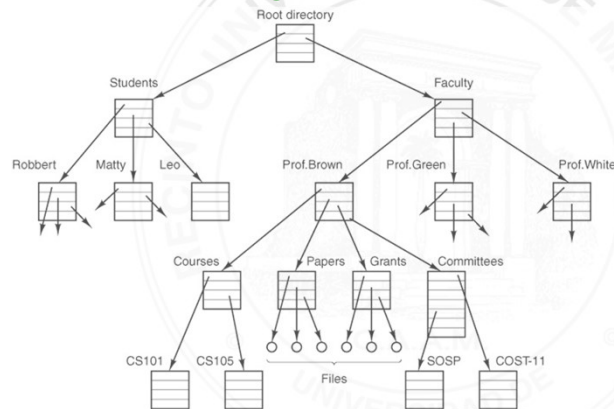 Root directory
Students
Faculty
Robbert
Matty
Leo
Prof.Brown
Prof.Green
Prof.White
Courses
Papers
Grants
Committees
CS101
CS105
Files
SOSP
COST-11